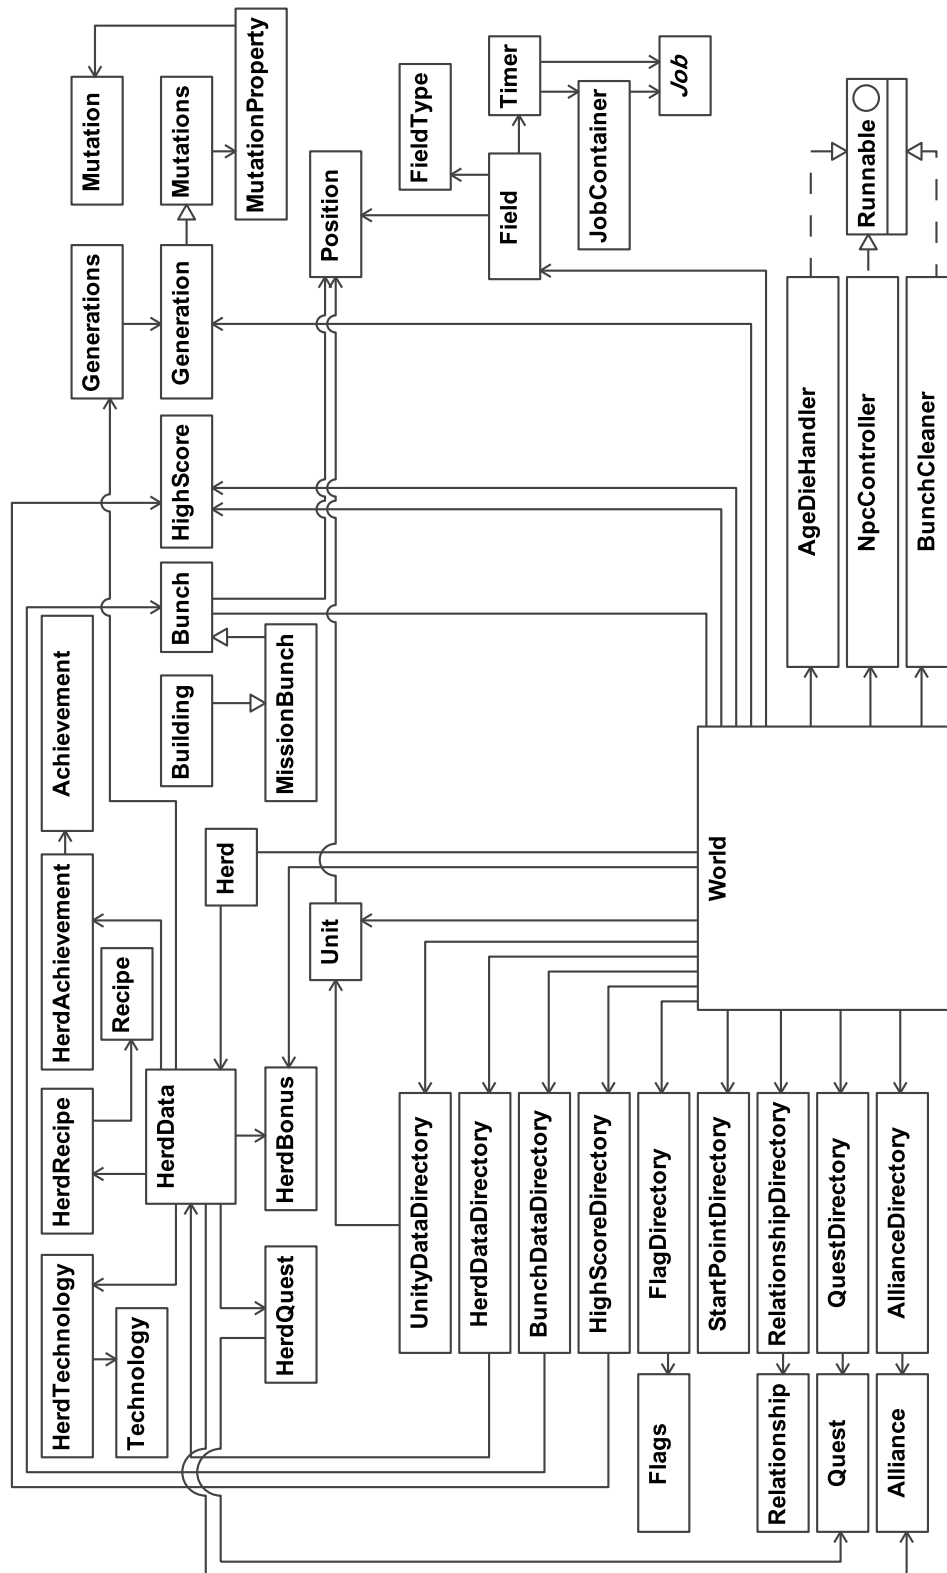 HerdTechnology
HerdRecipe
HerdAchievement
Achievement
Generations
Mutation
Technology
Recipe
HerdData
Building
Bunch
HighScore
Generation
Mutations
Herd
MutationProperty
HerdQuest
HerdBonus
MissionBunch
Unit
Position
UnityDataDirectory
FieldType
HerdDataDirectory
Field
Timer
BunchDataDirectory
HighScoreDirectory
JobContainer
Flags
FlagDirectory
Job
StartPointDirectory
World
Relationship
RelationshipDirectory
AgeDieHandler
Quest
QuestDirectory
NpcController
Runnable
Alliance
AllianceDirectory
BunchCleaner